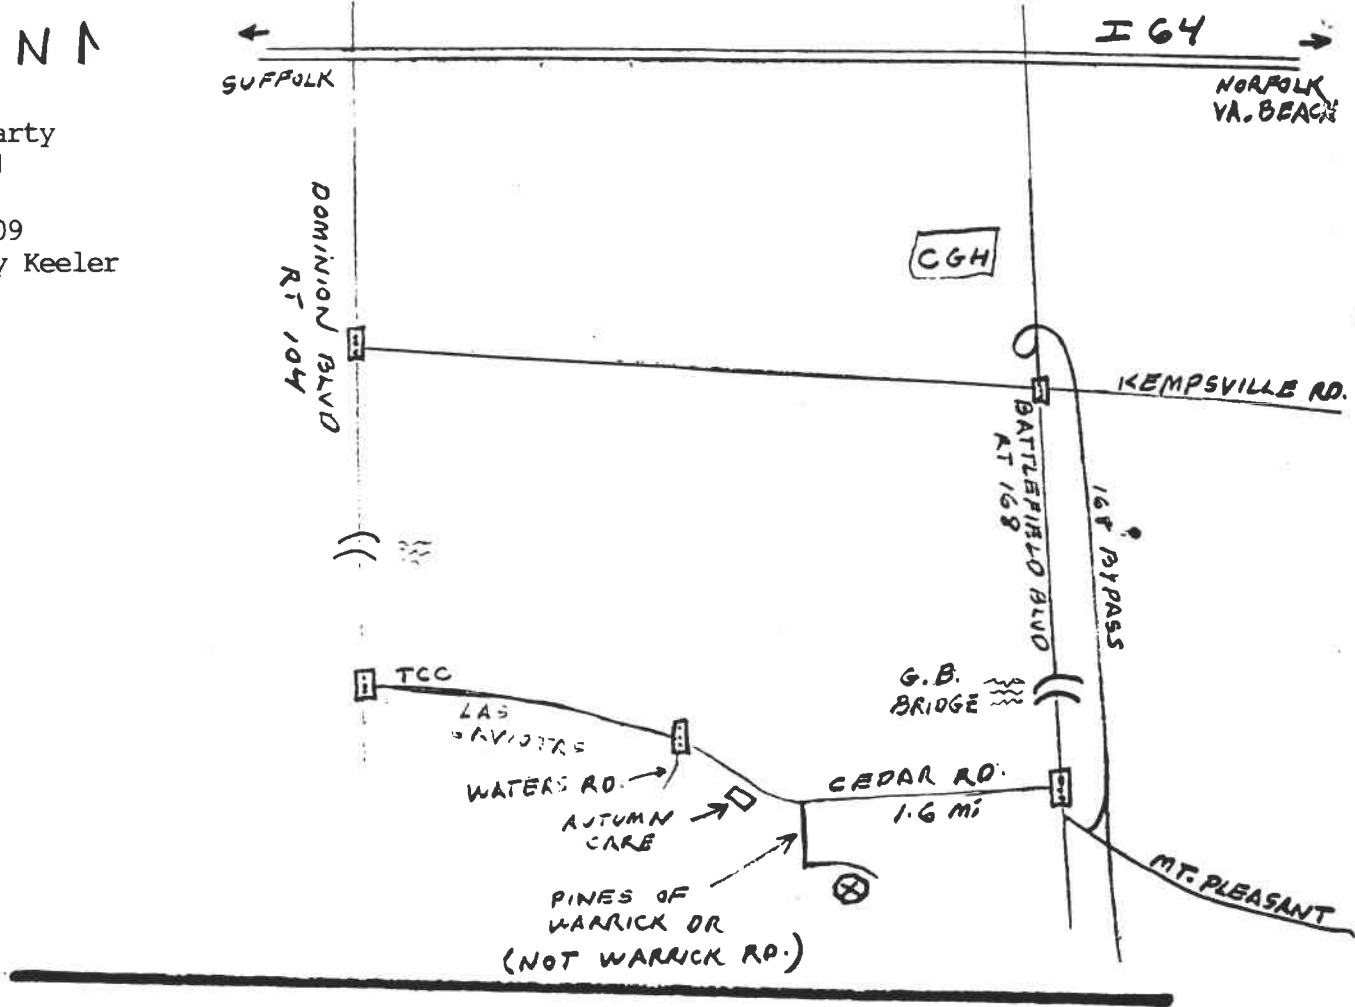 I 64
SUFFOLK
NORFOLK
VA. BEACH
arty
09
y Keeler
DOMINION BLVD
RT 104
CGH
KEMPSVILLE RD.
BATTLEFIELD BLVD
RT 168
168 BYPASS
G.B.
BRIDGE
TCC
LAS
GAVIOTAS
WATERS RD.
AUTUMN
CARE
CEDAR RD.
1.6 Mi
PINES OF
WARRICK DR
(NOT WARRICK RD.)
MT. PLEASANT